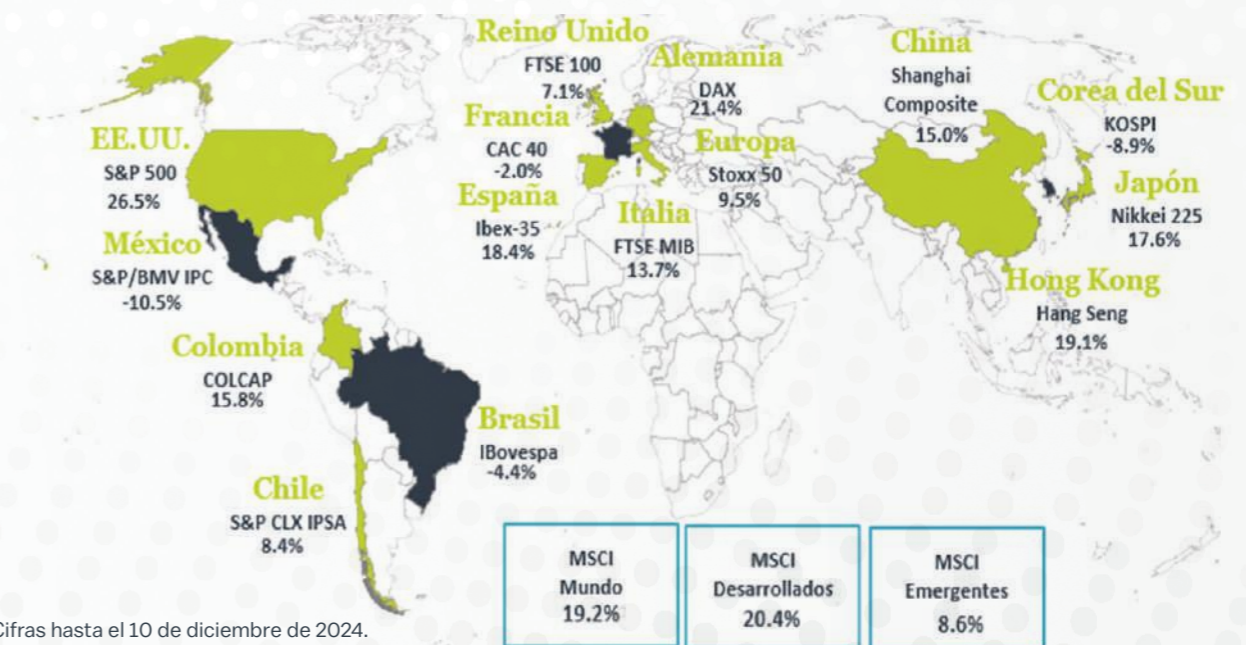 EE.UU.
S&P 500
26.5%
México
S&P/BMV IPC
-10.5%
Colombia
COLCAP
15.8%
Brasil
IBovespa
-4.4%
Chile
S&P CLX IPSA
8.4%
Reino Unido
FTSE 100
7.1%
Francia
CAC 40
-2.0%
España
Ibex-35
18.4%
Alemania
DAX
21.4%
Europa
Stoxx 50
9.5%
Italia
FTSE MIB
13.7%
China
Shanghai
Composite
15.0%
Corea del Sur
KOSPI
-8.9%
Japón
Nikkei 225
17.6%
Hong Kong
Hang Seng
19.1%
MSCI
Mundo
19.2%
MSCI
Desarrollados
20.4%
MSCI
Emergentes
8.6%
Cifras hasta el 10 de diciembre de 2024.